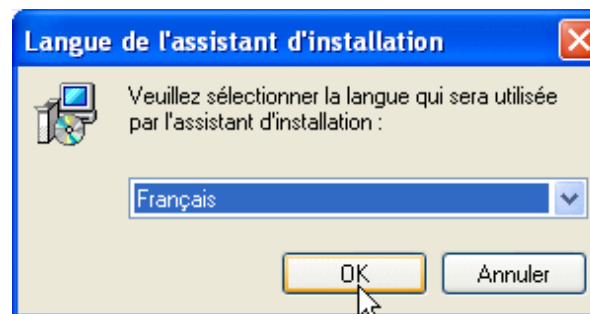 Langue de l'assistant d'installation
Veuillez sélectionner la langue qui sera utilisée
par l'assistant d'installation :
Français
OK
Annuler